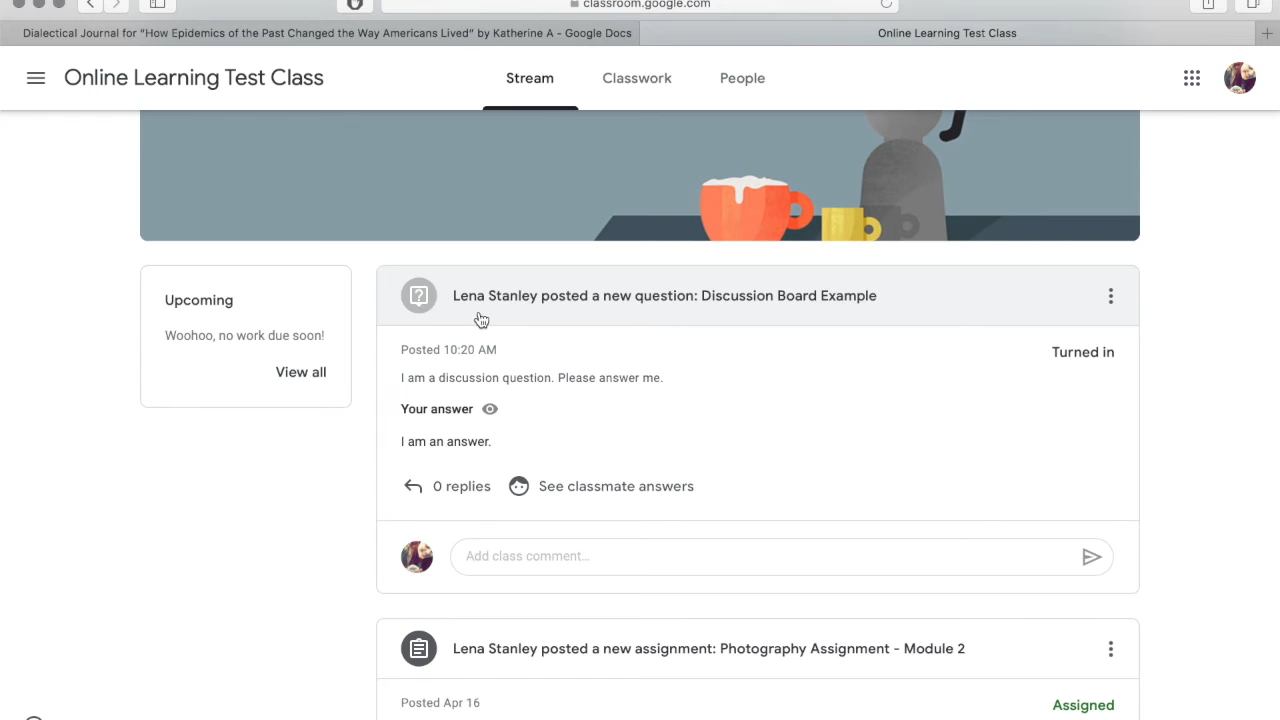 classroom.google.com
Dialectical Journal for "How Epidemics of the Past Changed the Way Americans Lived" by Katherine A - Google Docs
Online Learning Test Class
Online Learning Test Class
Stream
Classwork
People
Upcoming
Woohoo, no work due soon!
View all
Lena Stanley posted a new question: Discussion Board Example
Posted 10:20 AM
Turned in
I am a discussion question. Please answer me.
Your answer
I am an answer.
0 replies
See classmate answers
Add class comment...
Lena Stanley posted a new assignment: Photography Assignment - Module 2
Posted Apr 16
Assigned